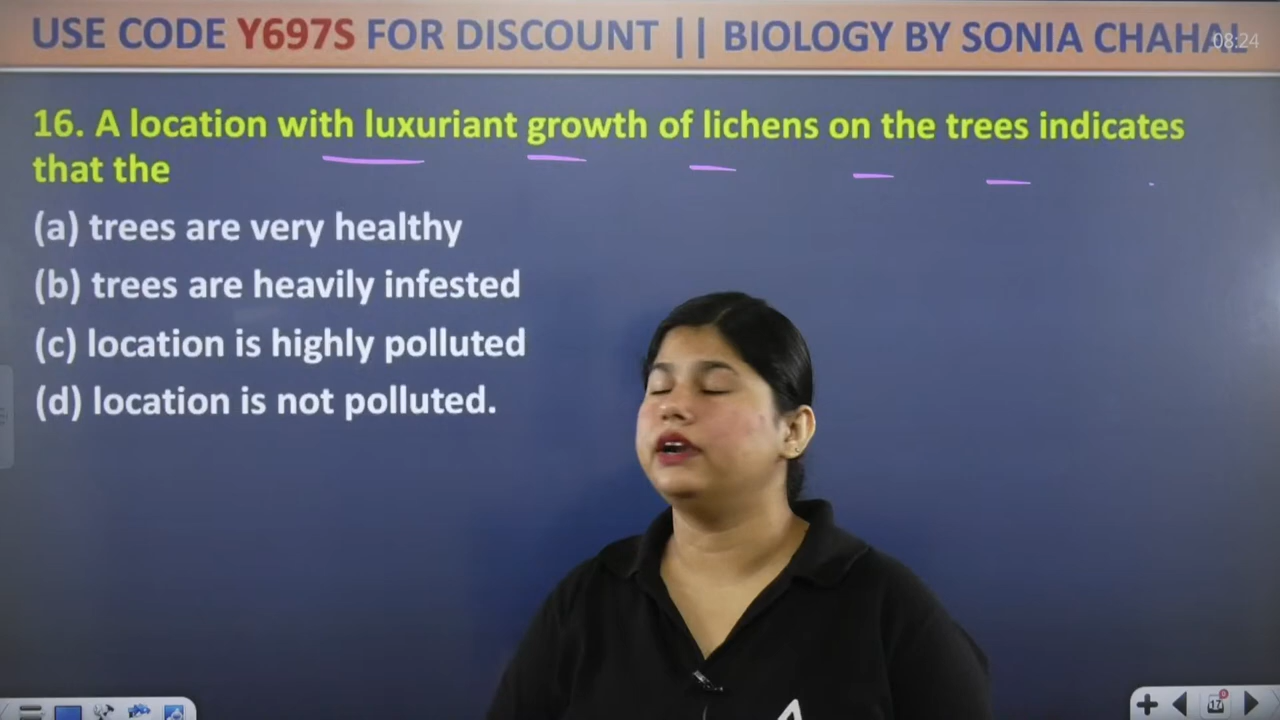 USE CODE Y697S FOR DISCOUNT || BIOLOGY BY SONIA CHAHAL
08:24
16. A location with luxuriant growth of lichens on the trees indicates
that the
(a) trees are very healthy
(b) trees are heavily infested
(c) location is highly polluted
(d) location is not polluted.
17